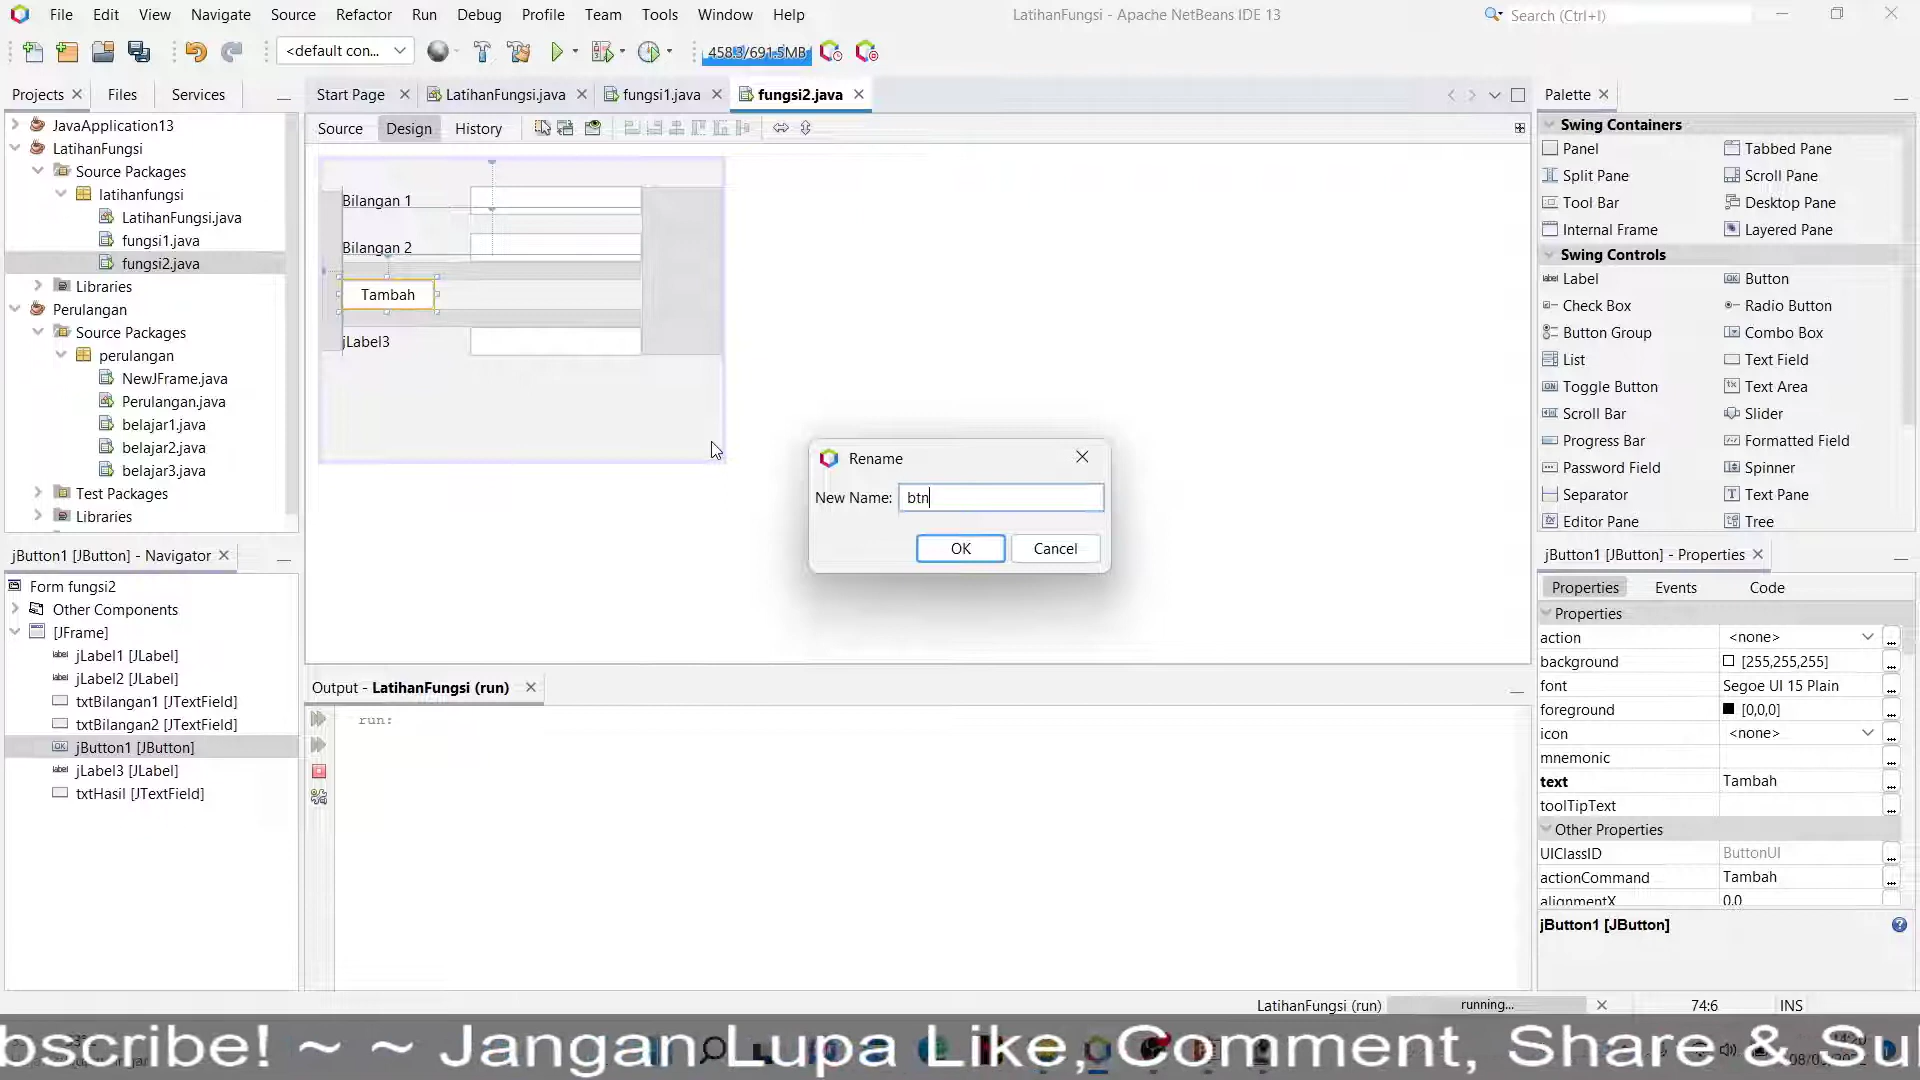 File Edit View Navigate Source Refactor Run Debug Profile Team Tools Window Help
LatihanFungsi - Apache NetBeans IDE 13
Search (Ctrl+I)
<default con...
458.3/691.5MB
Projects Files Services
Start Page LatihanFungsi.java fungsi1.java fungsi2.java
Palette
Source Design History
JavaApplication13
LatihanFungsi
Source Packages
latihanfungsi
LatihanFungsi.java
fungsi1.java
fungsi2.java
Libraries
Perulangan
Source Packages
perulangan
NewJFrame.java
Perulangan.java
belajar1.java
belajar2.java
belajar3.java
Test Packages
Libraries
Bilangan 1
Bilangan 2
Tambah
jLabel3
Rename
New Name: btn
OK Cancel
Swing Containers
Panel Tabbed Pane
Split Pane Scroll Pane
Tool Bar Desktop Pane
Internal Frame Layered Pane
Swing Controls
Label Button
Check Box Radio Button
Button Group Combo Box
List Text Field
Toggle Button Text Area
Scroll Bar Slider
Progress Bar Formatted Field
Password Field Spinner
Separator Text Pane
Editor Pane Tree
jButton1 [JButton] - Navigator
Form fungsi2
Other Components
[JFrame]
jLabel1 [JLabel]
jLabel2 [JLabel]
txtBilangan1 [JTextField]
txtBilangan2 [JTextField]
jButton1 [JButton]
jLabel3 [JLabel]
txtHasil [JTextField]
Output - LatihanFungsi (run)
run:
jButton1 [JButton] - Properties
Properties Events Code
Properties
action <none>
background [255,255,255]
font Segoe UI 15 Plain
foreground [0,0,0]
icon <none>
mnemonic
text Tambah
toolTipText
Other Properties
UIClassID ButtonUI
actionCommand Tambah
alignmentX 0.0
jButton1 [JButton]
LatihanFungsi (run) running... 74:6 INS
bscribe! ~ ~ Jangan Lupa Like, Comment, Share & Su